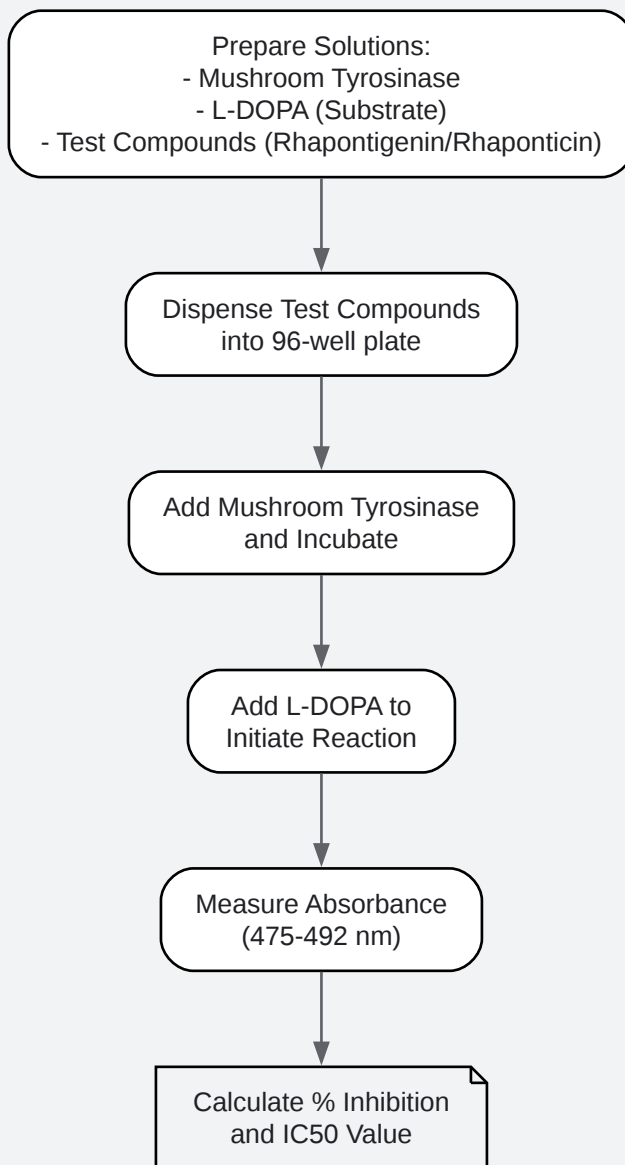 Prepare Solutions:
- Mushroom Tyrosinase
- L-DOPA (Substrate)
- Test Compounds (Rhapontigenin/Rhaponticin)
Dispense Test Compounds
into 96-well plate
Add Mushroom Tyrosinase
and Incubate
Add L-DOPA to
Initiate Reaction
Measure Absorbance
(475-492 nm)
Calculate % Inhibition
and IC50 Value